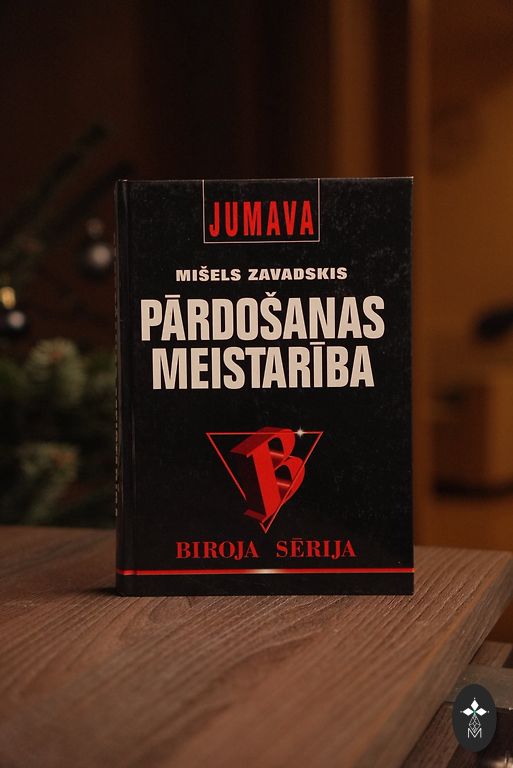 JUMAVA
MIŠELS ZAVADSKIS
PĀRDOŠANAS
MEISTARĪBA
B
BIROJA SĒRIJA
M